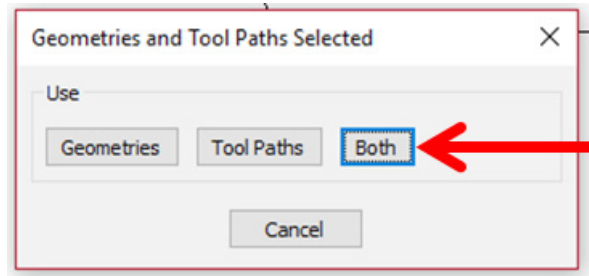 Geometries and Tool Paths Selected
Use
Geometries Tool Paths Both
Cancel